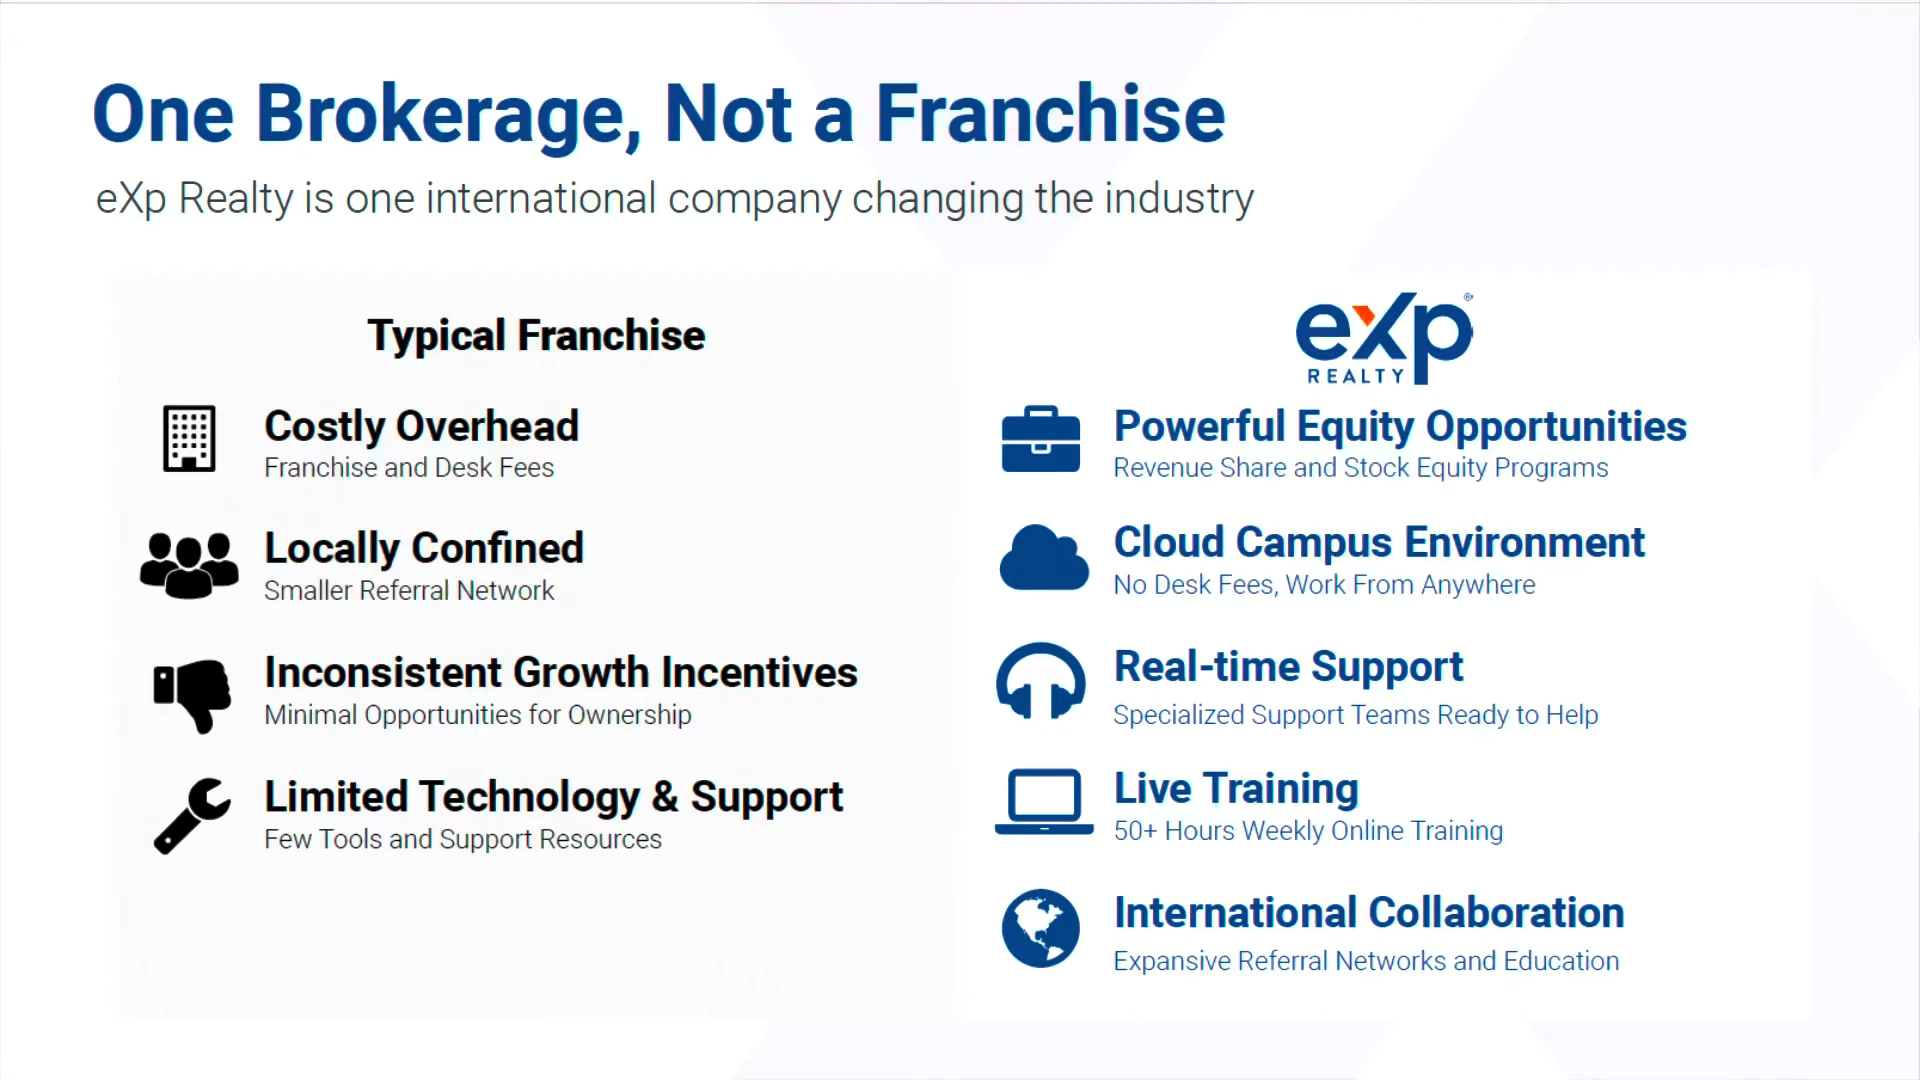 One Brokerage, Not a Franchise
eXp Realty is one international company changing the industry
Typical Franchise
Costly Overhead
Franchise and Desk Fees
Locally Confined
Smaller Referral Network
Inconsistent Growth Incentives
Minimal Opportunities for Ownership
Limited Technology & Support
Few Tools and Support Resources
eXp®
REALTY
Powerful Equity Opportunities
Revenue Share and Stock Equity Programs
Cloud Campus Environment
No Desk Fees, Work From Anywhere
Real-time Support
Specialized Support Teams Ready to Help
Live Training
50+ Hours Weekly Online Training
International Collaboration
Expansive Referral Networks and Education